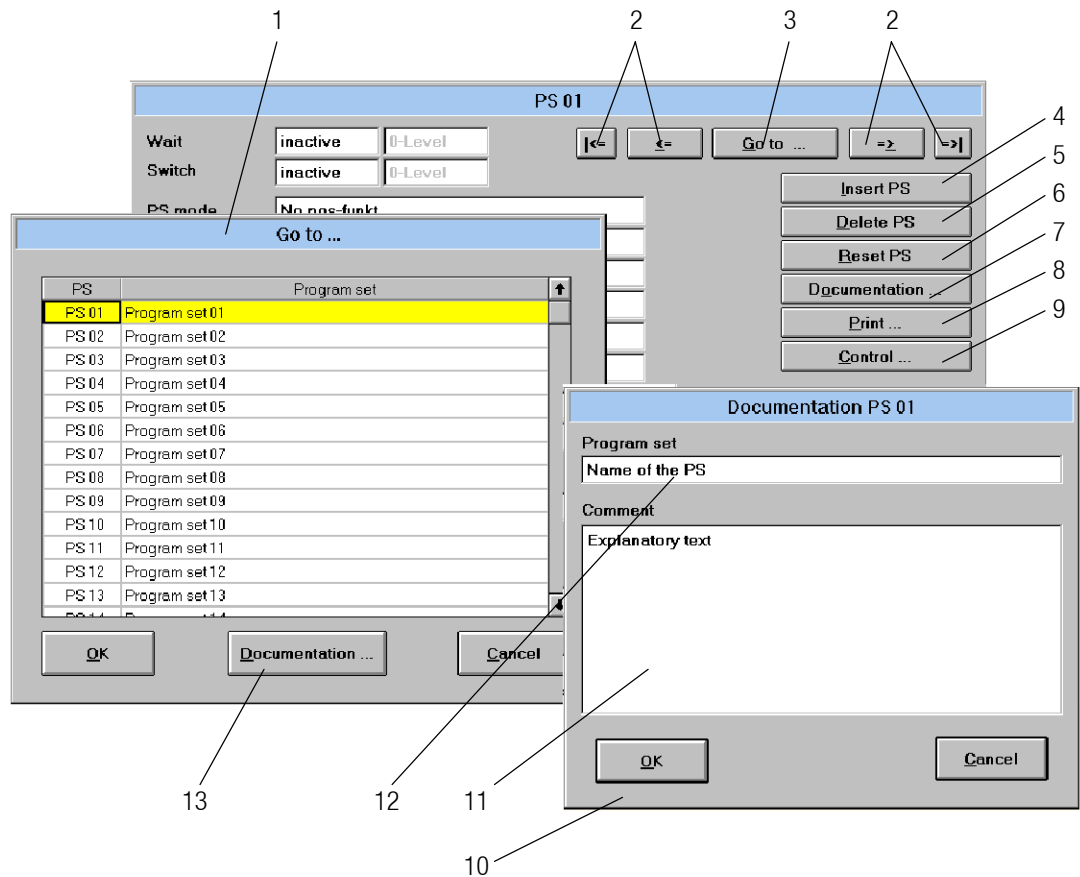 1 2 3 2
PS 01
Wait inactive 0-Level |<= <= Go to ... => =>|
4
Switch inactive 0-Level
Insert PS
5
PS mode No pos-funkt
Delete PS
6
Go to ...
Reset PS
7
PS Program set
Documentation ...
8
PS 01 Program set 01
Print ...
9
PS 02 Program set 02
Control ...
PS 03 Program set 03
PS 04 Program set 04
PS 05 Program set 05
PS 06 Program set 06
PS 07 Program set 07
PS 08 Program set 08
PS 09 Program set 09
PS 10 Program set 10
PS 11 Program set 11
PS 12 Program set 12
PS 13 Program set 13
OK Documentation ... Cancel
Documentation PS 01
Program set
Name of the PS
Comment
Explanatory text
OK Cancel
13 12 11
10